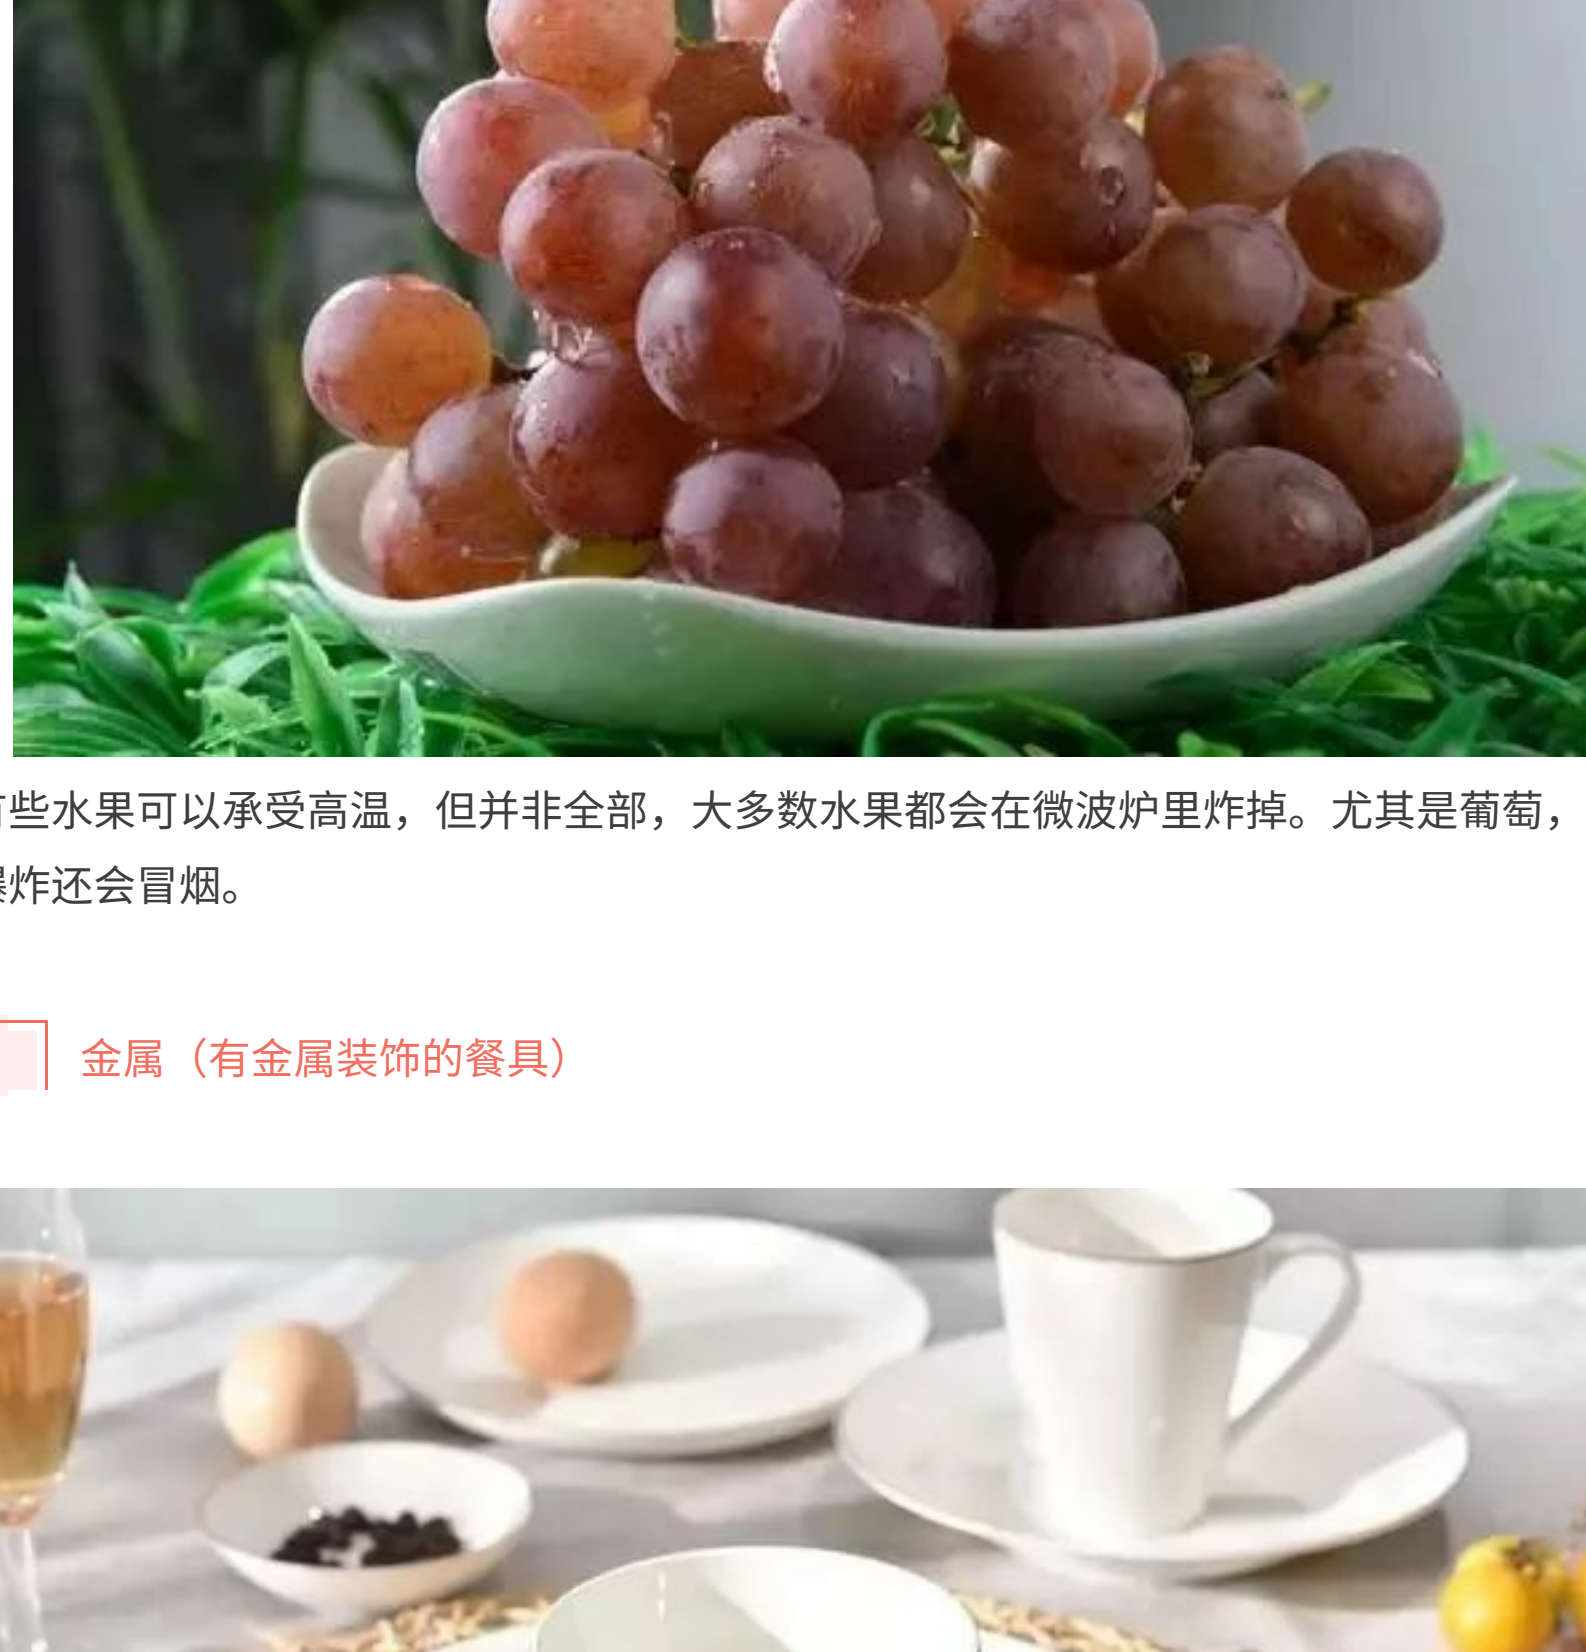 些水果可以承受高温，但并非全部，大多数水果都会在微波炉里炸掉。尤其是葡萄，
炸还会冒烟。
金属（有金属装饰的餐具）